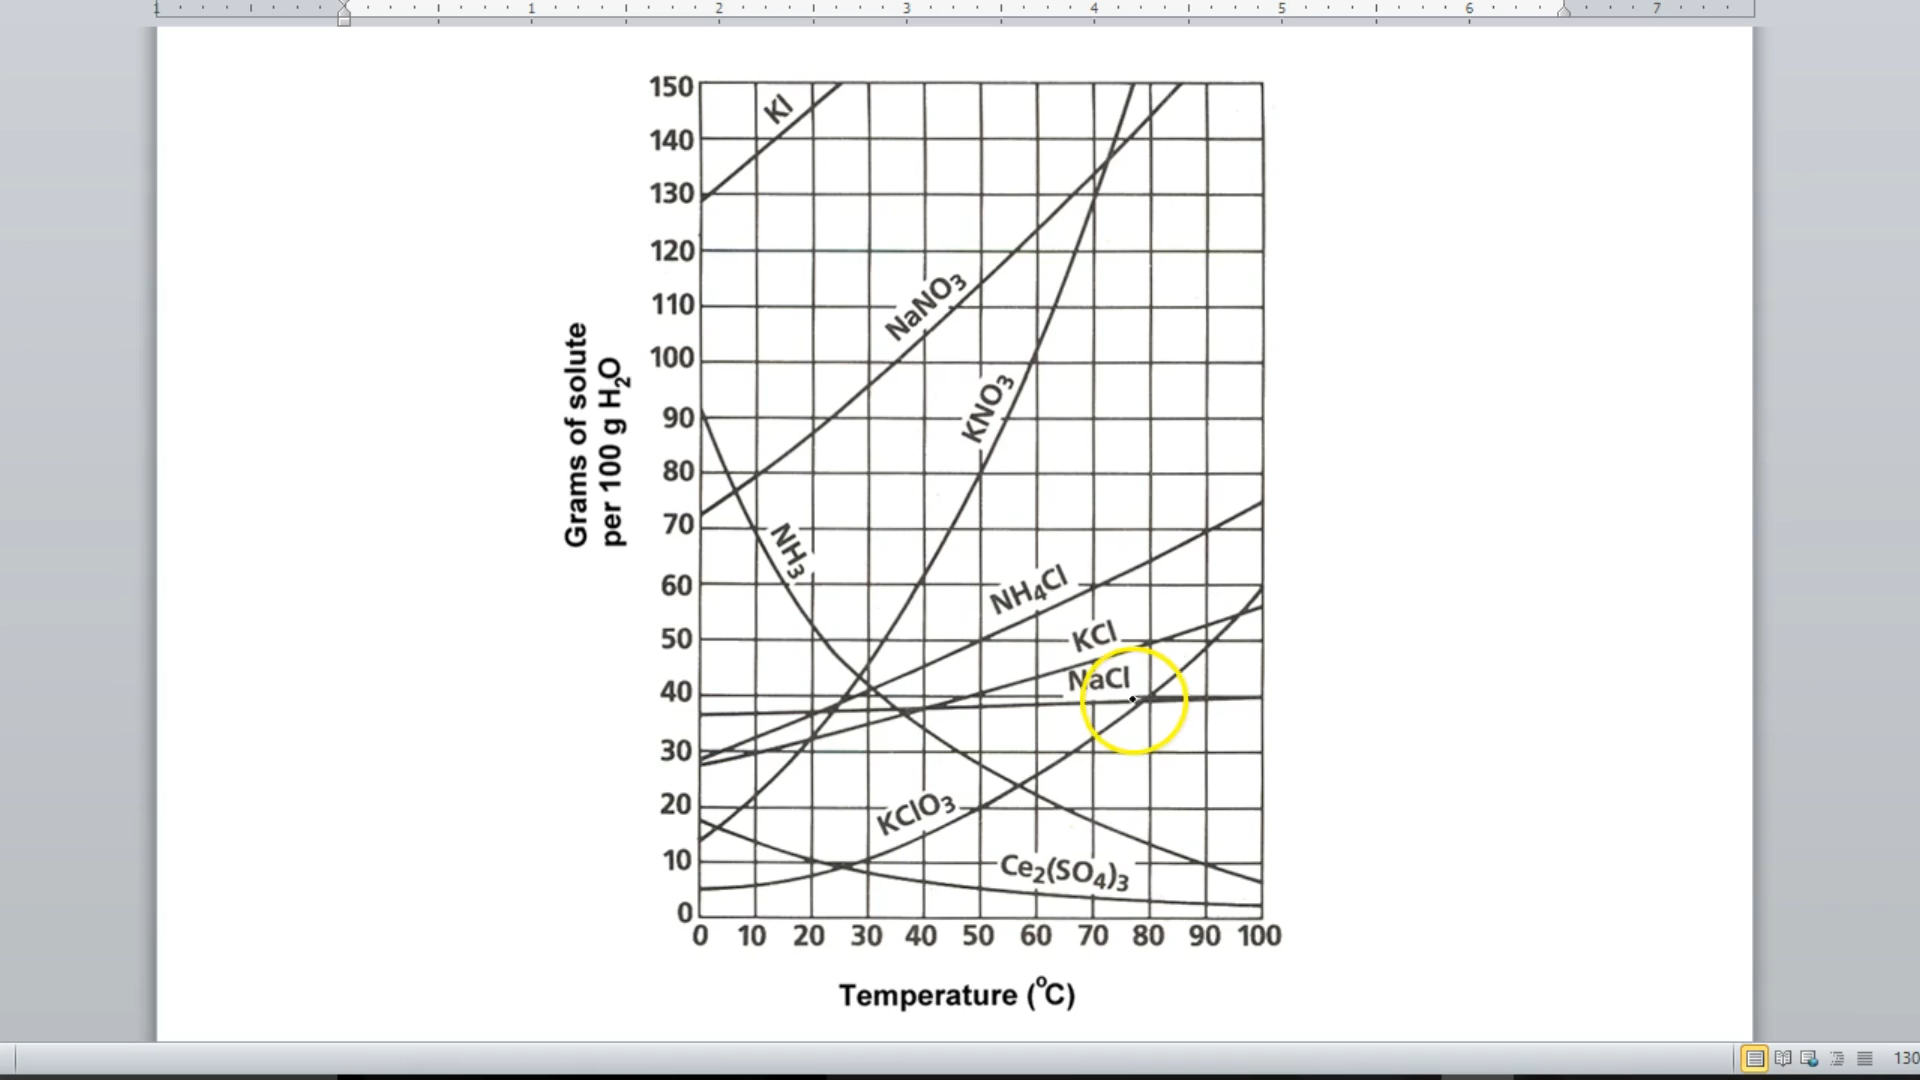 1 1 2 3 4 5 6 7
150
KI
140
130
120
NaNO3
110
Grams of solute
per 100 g H2O
100
KNO3
90
80
70
NH3
60
NH4Cl
50
KCl
NaCl
40
30
20
KClO3
10
Ce2(SO4)3
0
0 10 20 30 40 50 60 70 80 90 100
Temperature (°C)
130